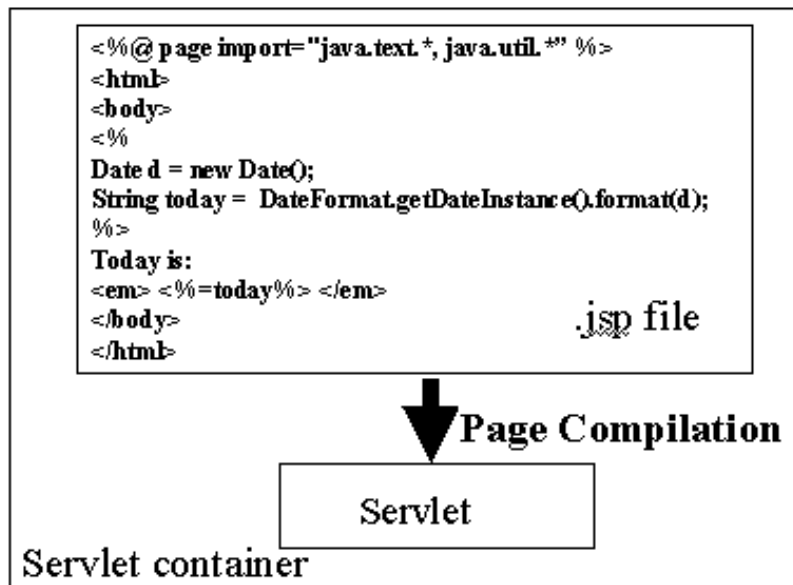 <%@ page import="java.text.*, java.util.*" %>
<html>
<body>
<%
Date d = new Date();
String today = DateFormat.getDateInstance().format(d);
%>
Today is:
<em> <%=today%> </em>
</body>
</html>
.jsp file
Page Compilation
Servlet
Servlet container